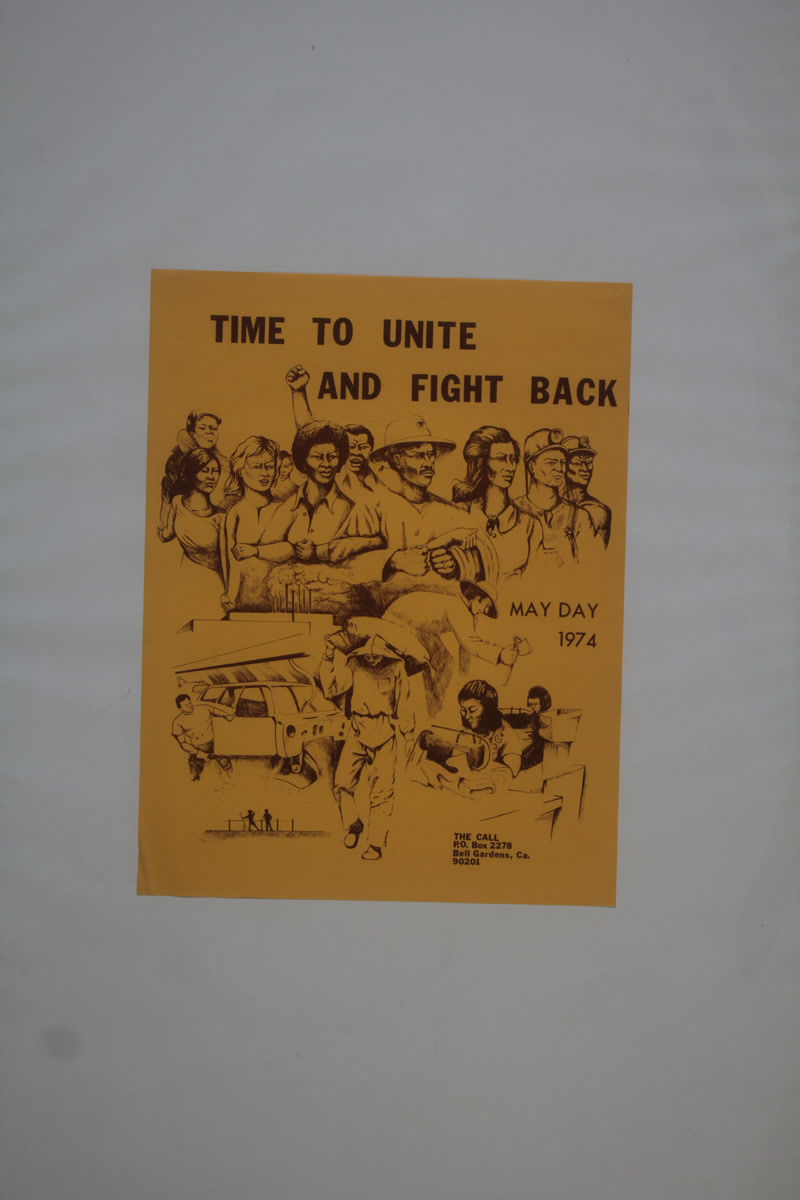 TIME TO UNITE
AND FIGHT BACK
MAY DAY
1974
THE CALL
P.O. Box 2278
Bell Gardens, Ca.
90201